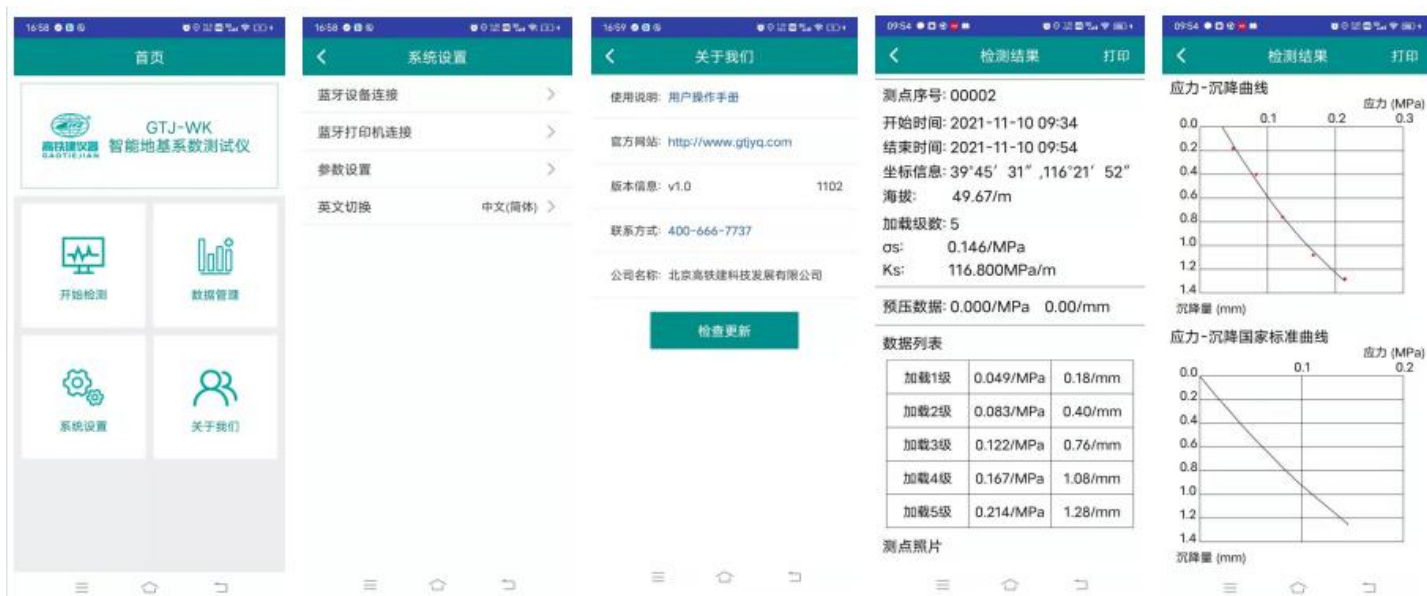 16:58
首页
高铁建仪器
GAOTIEJIAN
GTJ-WK
智能地基系数测试仪
开始检测
数据管理
系统设置
关于我们
16:58
系统设置
蓝牙设备连接
蓝牙打印机连接
参数设置
英文切换 中文(简体)
16:59
关于我们
使用说明: 用户操作手册
官方网站: http://www.gtjyq.com
版本信息: v1.0 1102
联系方式: 400-666-7737
公司名称: 北京高铁建科技发展有限公司
检查更新
09:54
检测结果 打印
测点序号: 00002
开始时间: 2021-11-10 09:34
结束时间: 2021-11-10 09:54
坐标信息: 39°45′31″,116°21′52″
海拔: 49.67/m
加载级数: 5
σs: 0.146/MPa
Ks: 116.800MPa/m
预压数据: 0.000/MPa 0.00/mm
数据列表
加载1级 0.049/MPa 0.18/mm
加载2级 0.083/MPa 0.40/mm
加载3级 0.122/MPa 0.76/mm
加载4级 0.167/MPa 1.08/mm
加载5级 0.214/MPa 1.28/mm
测点照片
09:54
检测结果 打印
应力-沉降曲线
应力 (MPa)
0.0 0.1 0.2 0.3
0.2
0.4
0.6
0.8
1.0
1.2
1.4
沉降量 (mm)
应力-沉降国家标准曲线
应力 (MPa)
0.0 0.1 0.2
0.2
0.4
0.6
0.8
1.0
1.2
1.4
沉降量 (mm)